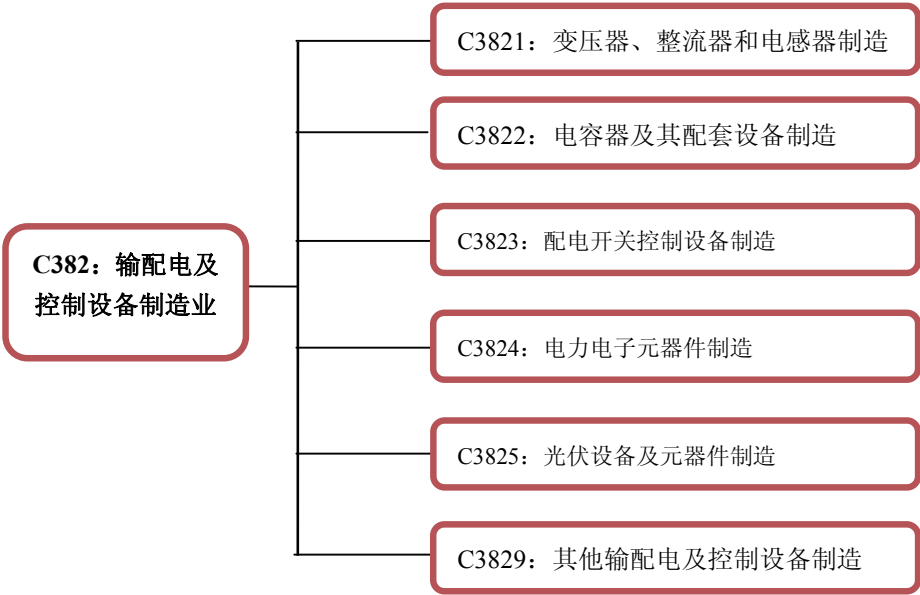 C3821：变压器、整流器和电感器制造
C3822：电容器及其配套设备制造
C3823：配电开关控制设备制造
C382：输配电及
控制设备制造业
C3824：电力电子元器件制造
C3825：光伏设备及元器件制造
C3829：其他输配电及控制设备制造